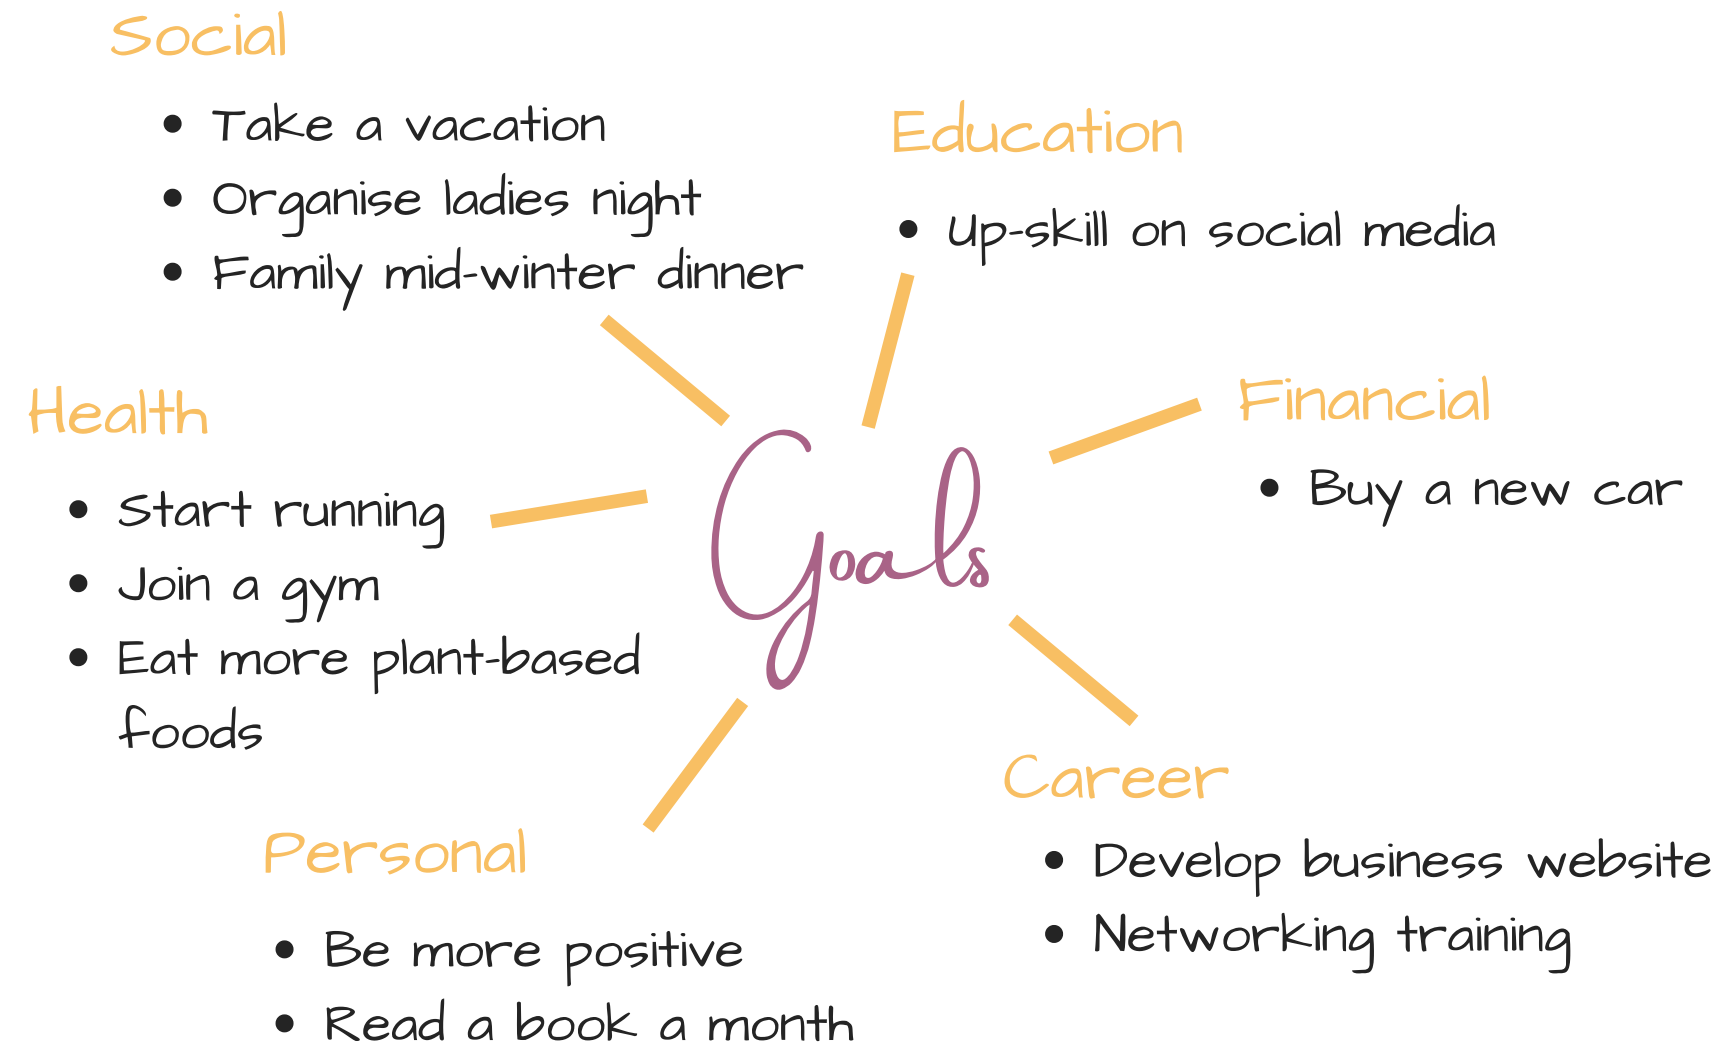 Social
• Take a vacation
• Organise ladies night
• Family mid-winter dinner
Education
• Up-skill on social media
Financial
• Buy a new car
Health
• Start running
• Join a gym
• Eat more plant-based
foods
Goals
Career
• Develop business website
• Networking training
Personal
• Be more positive
• Read a book a month